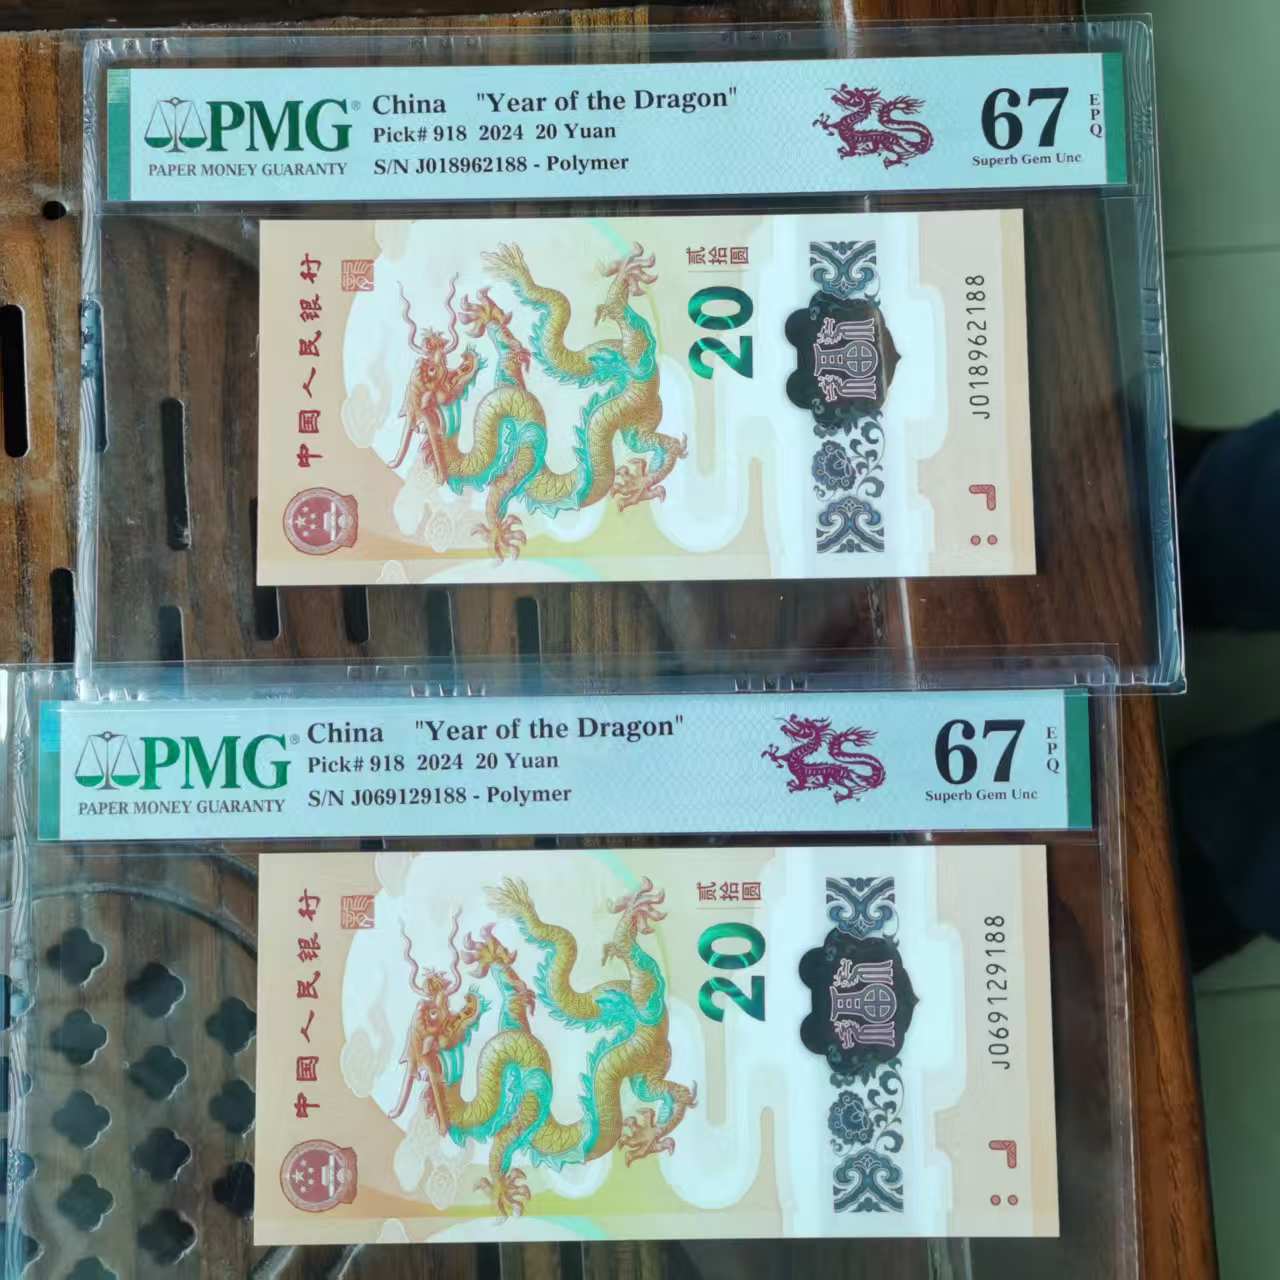 PMG®
PAPER MONEY GUARANTY
China "Year of the Dragon"
Pick# 918 2024 20 Yuan
S/N J018962188 - Polymer
67
EPQ
Superb Gem Unc
中国人民银行
贰拾圆
20
J018962188
PMG®
PAPER MONEY GUARANTY
China "Year of the Dragon"
Pick# 918 2024 20 Yuan
S/N J069129188 - Polymer
67
EPQ
Superb Gem Unc
中国人民银行
贰拾圆
20
J069129188